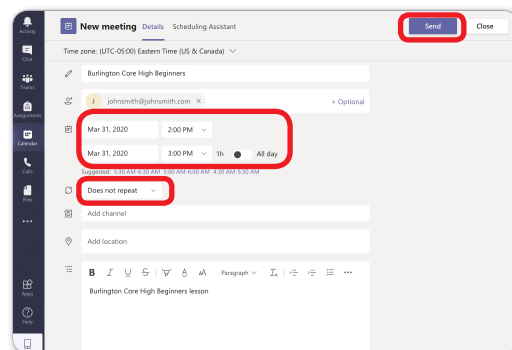 Activity
Chat
Teams
Assignments
Calendar
Calls
Files
Apps
Help
New meeting Details Scheduling Assistant
Send Close
Time zone: (UTC-05:00) Eastern Time (US & Canada)
Burlington Core High Beginners
J johnsmith@johnsmith.com × + Optional
Mar 31, 2020 2:00 PM
Mar 31, 2020 3:00 PM 1h All day
Suggested: 5:30 AM-6:30 AM 5:00 AM-6:00 AM 4:30 AM-5:30 AM
Does not repeat
Add channel
Add location
B I U S A AA Paragraph
Burlington Core High Beginners lesson